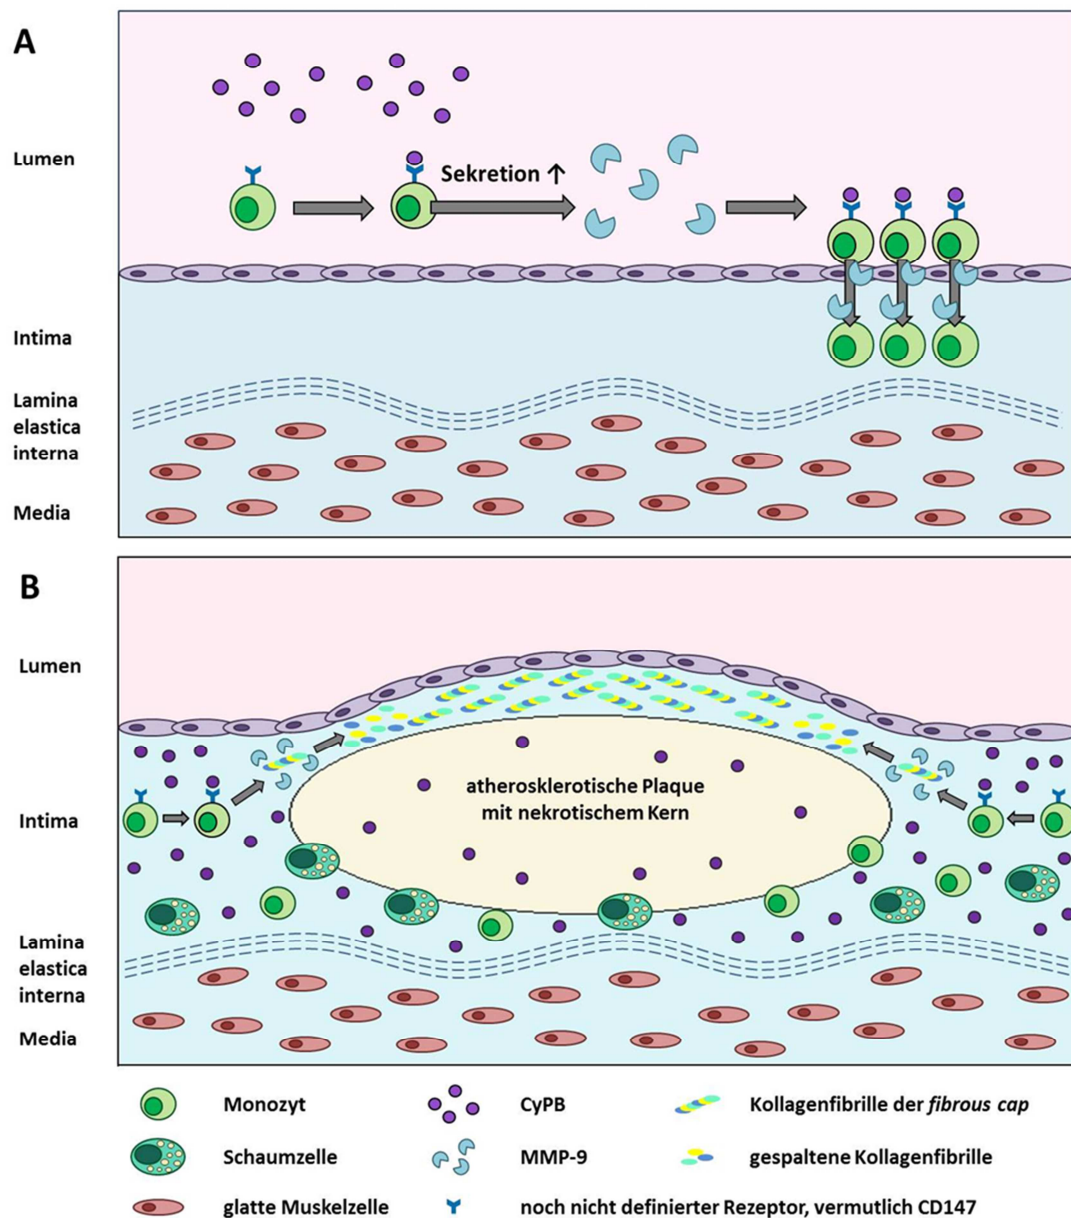 A
Lumen
Sekretion ↑
Intima
Lamina
elastica
interna
Media
B
Lumen
atherosklerotische Plaque
mit nekrotischem Kern
Intima
Lamina
elastica
interna
Media
Monozyt
CyPB
Kollagenfibrille der fibrous cap
Schaumzelle
MMP-9
gespaltene Kollagenfibrille
glatte Muskelzelle
noch nicht definierter Rezeptor, vermutlich CD147